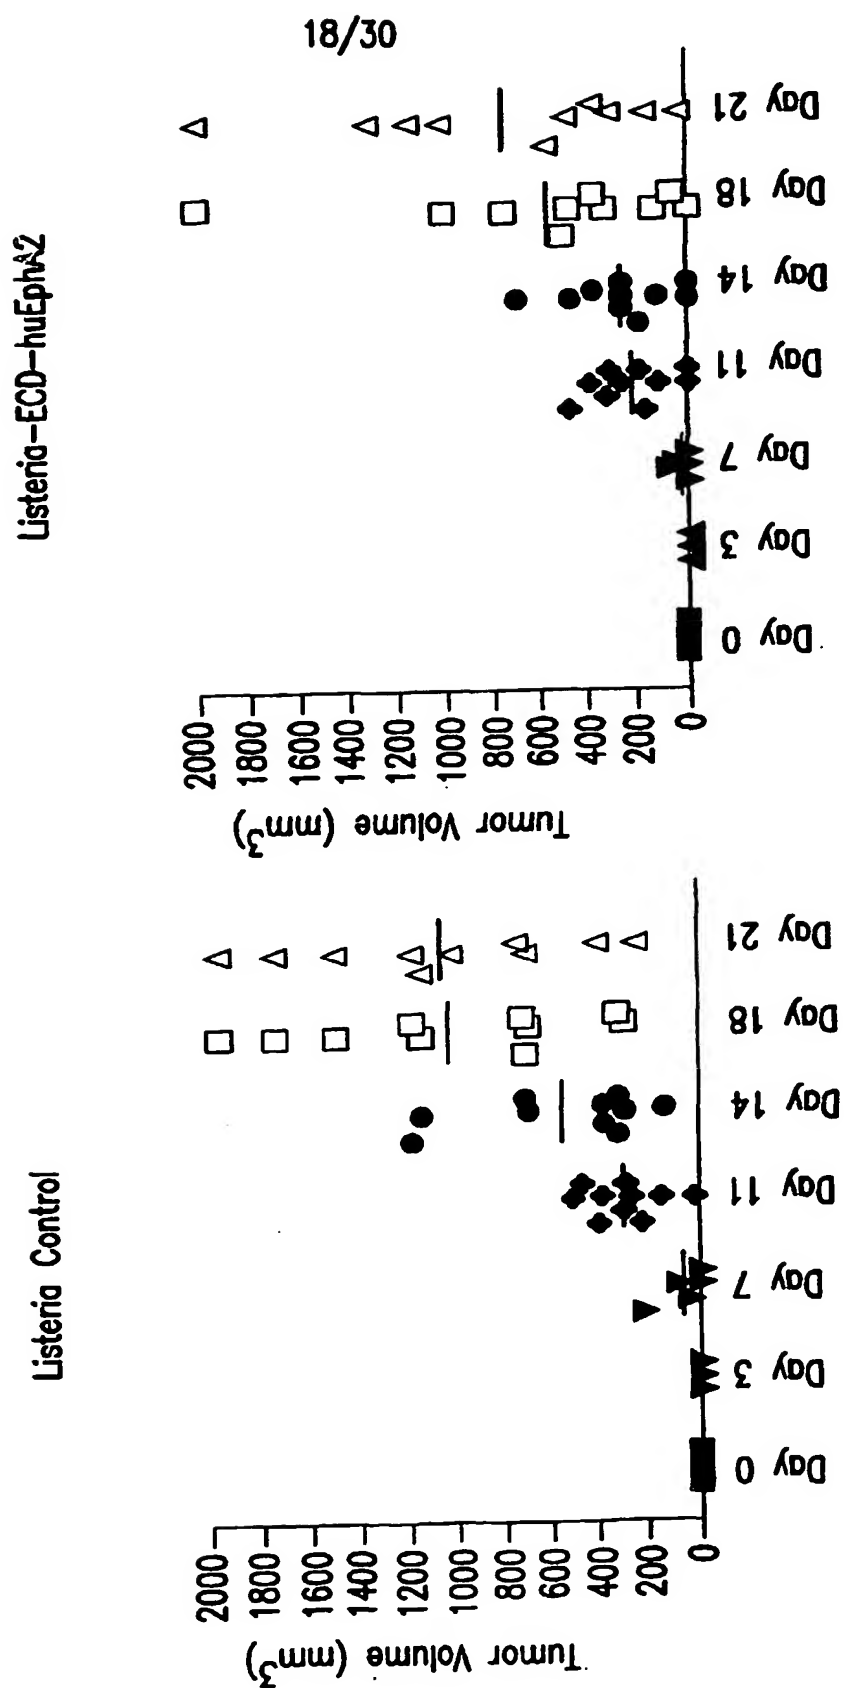 18/30
Listeria Control
Tumor Volume (mm³)
2000
1800
1600
1400
1200
1000
800
600
400
200
0
Day 0
Day 3
Day 7
Day 11
Day 14
Day 18
Day 21
Listeria-ECD-huEphA2
Tumor Volume (mm³)
2000
1800
1600
1400
1200
1000
800
600
400
200
0
Day 0
Day 3
Day 7
Day 11
Day 14
Day 18
Day 21